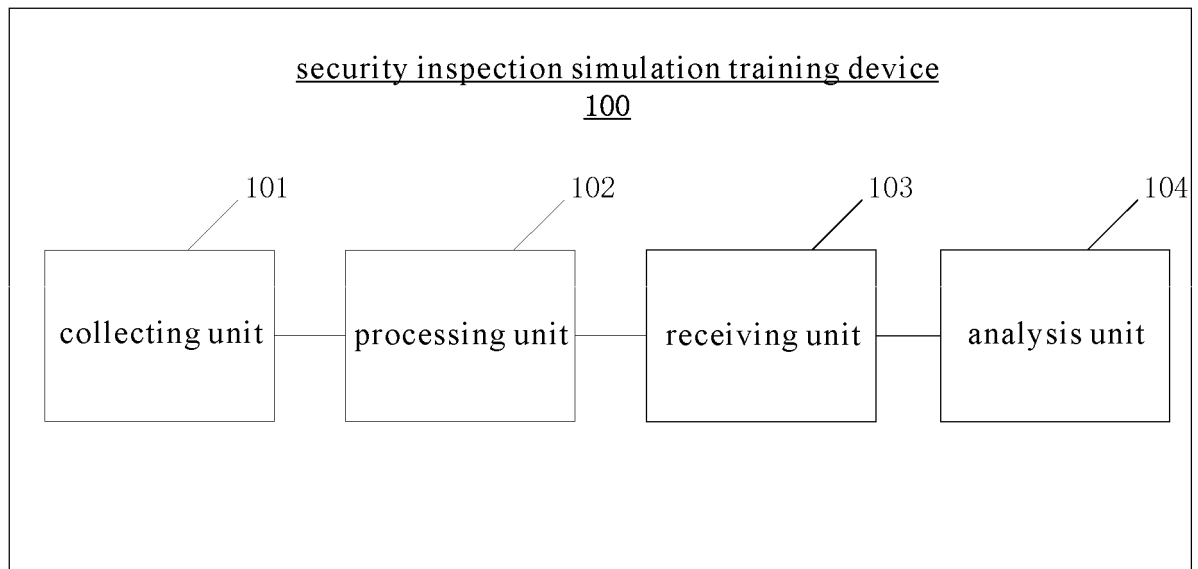 security inspection simulation training device
100
101
102
103
104
collecting unit
processing unit
receiving unit
analysis unit